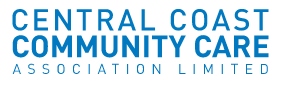 CENTRAL COAST
COMMUNITY CARE
ASSOCIATION LIMITED